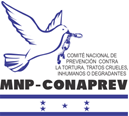 COMITÉ NACIONAL DE
PREVENCIÓN CONTRA
LA TORTURA, TRATOS CRUELES,
INHUMANOS O DEGRADANTES
MNP-CONAPREV